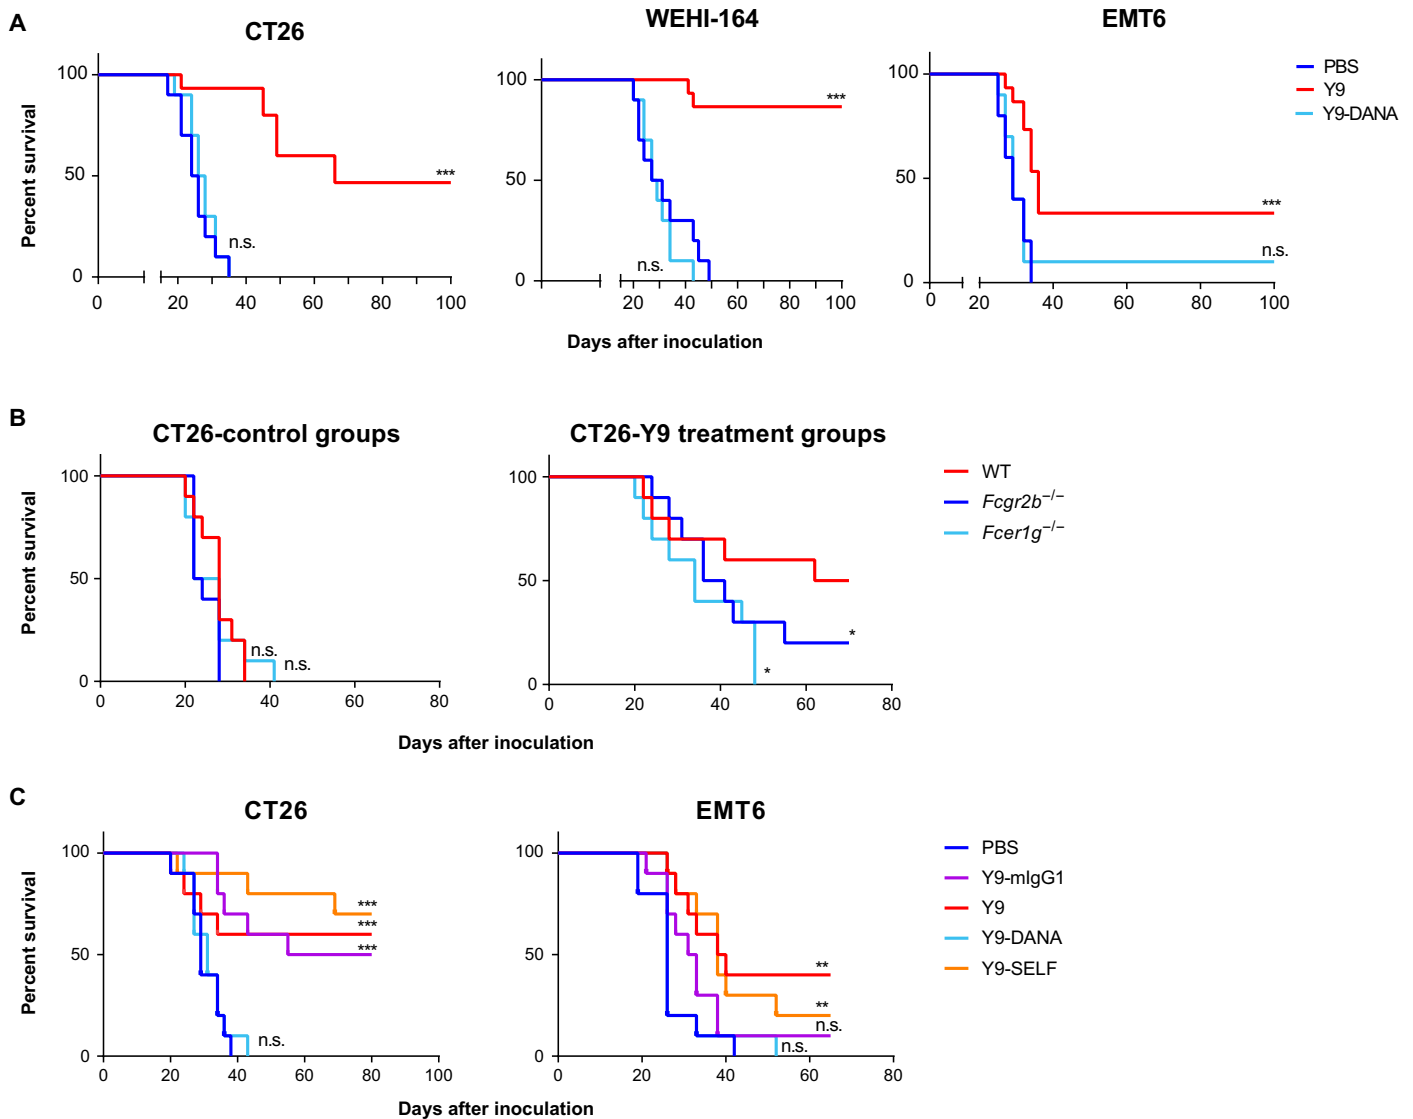 A
CT26
WEHI-164
EMT6
Percent survival
100
50
0
0
20
40
60
80
100
***
n.s.
100
50
0
20
40
60
80
100
***
n.s.
100
50
0
0
20
40
60
80
100
***
n.s.
PBS
Y9
Y9-DANA
Days after inoculation
B
CT26-control groups
CT26-Y9 treatment groups
Percent survival
100
50
0
0
20
40
60
80
n.s.
n.s.
100
50
0
0
20
40
60
80
*
*
WT
Fcgr2b−/−
Fcer1g−/−
Days after inoculation
C
CT26
EMT6
Percent survival
100
50
0
0
20
40
60
80
100
***
***
***
n.s.
100
50
0
0
20
40
60
80
**
**
n.s.
n.s.
PBS
Y9-mIgG1
Y9
Y9-DANA
Y9-SELF
Days after inoculation